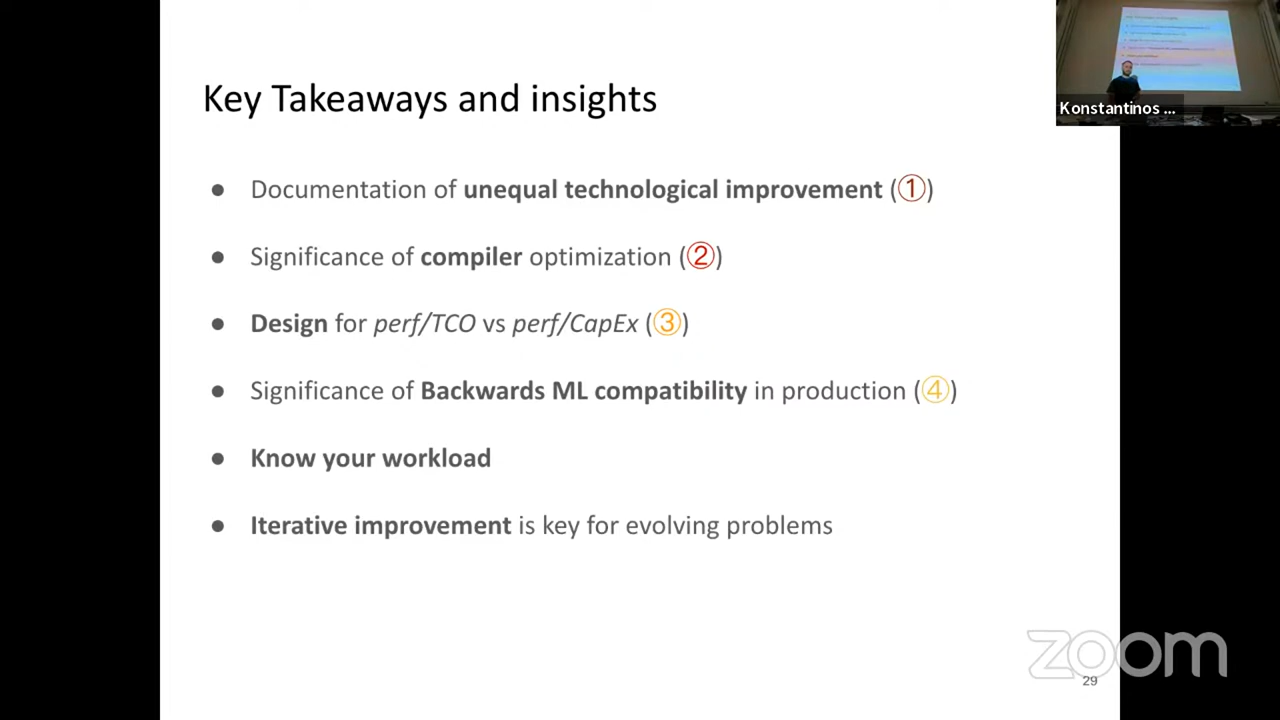 Key Takeaways and insights
Konstantinos ...
● Documentation of unequal technological improvement (①)
● Significance of compiler optimization (②)
● Design for perf/TCO vs perf/CapEx (③)
● Significance of Backwards ML compatibility in production (④)
● Know your workload
● Iterative improvement is key for evolving problems
zoom
29